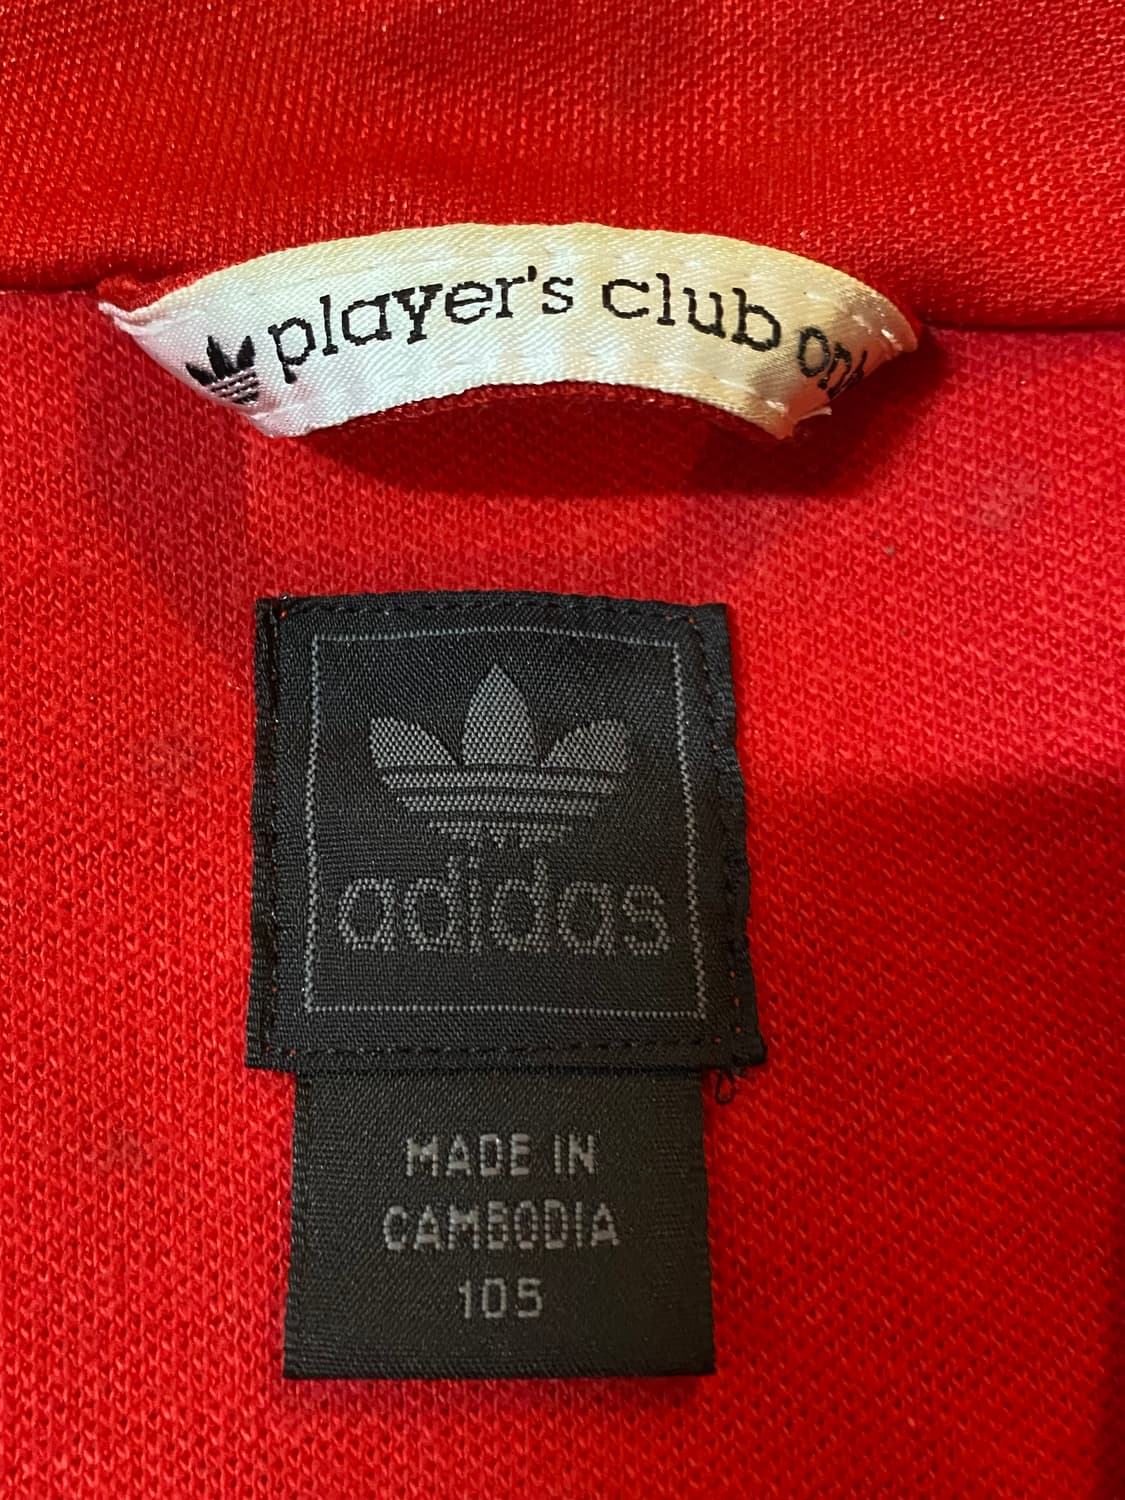 player's club
adidas
MADE IN
CAMBODIA
105